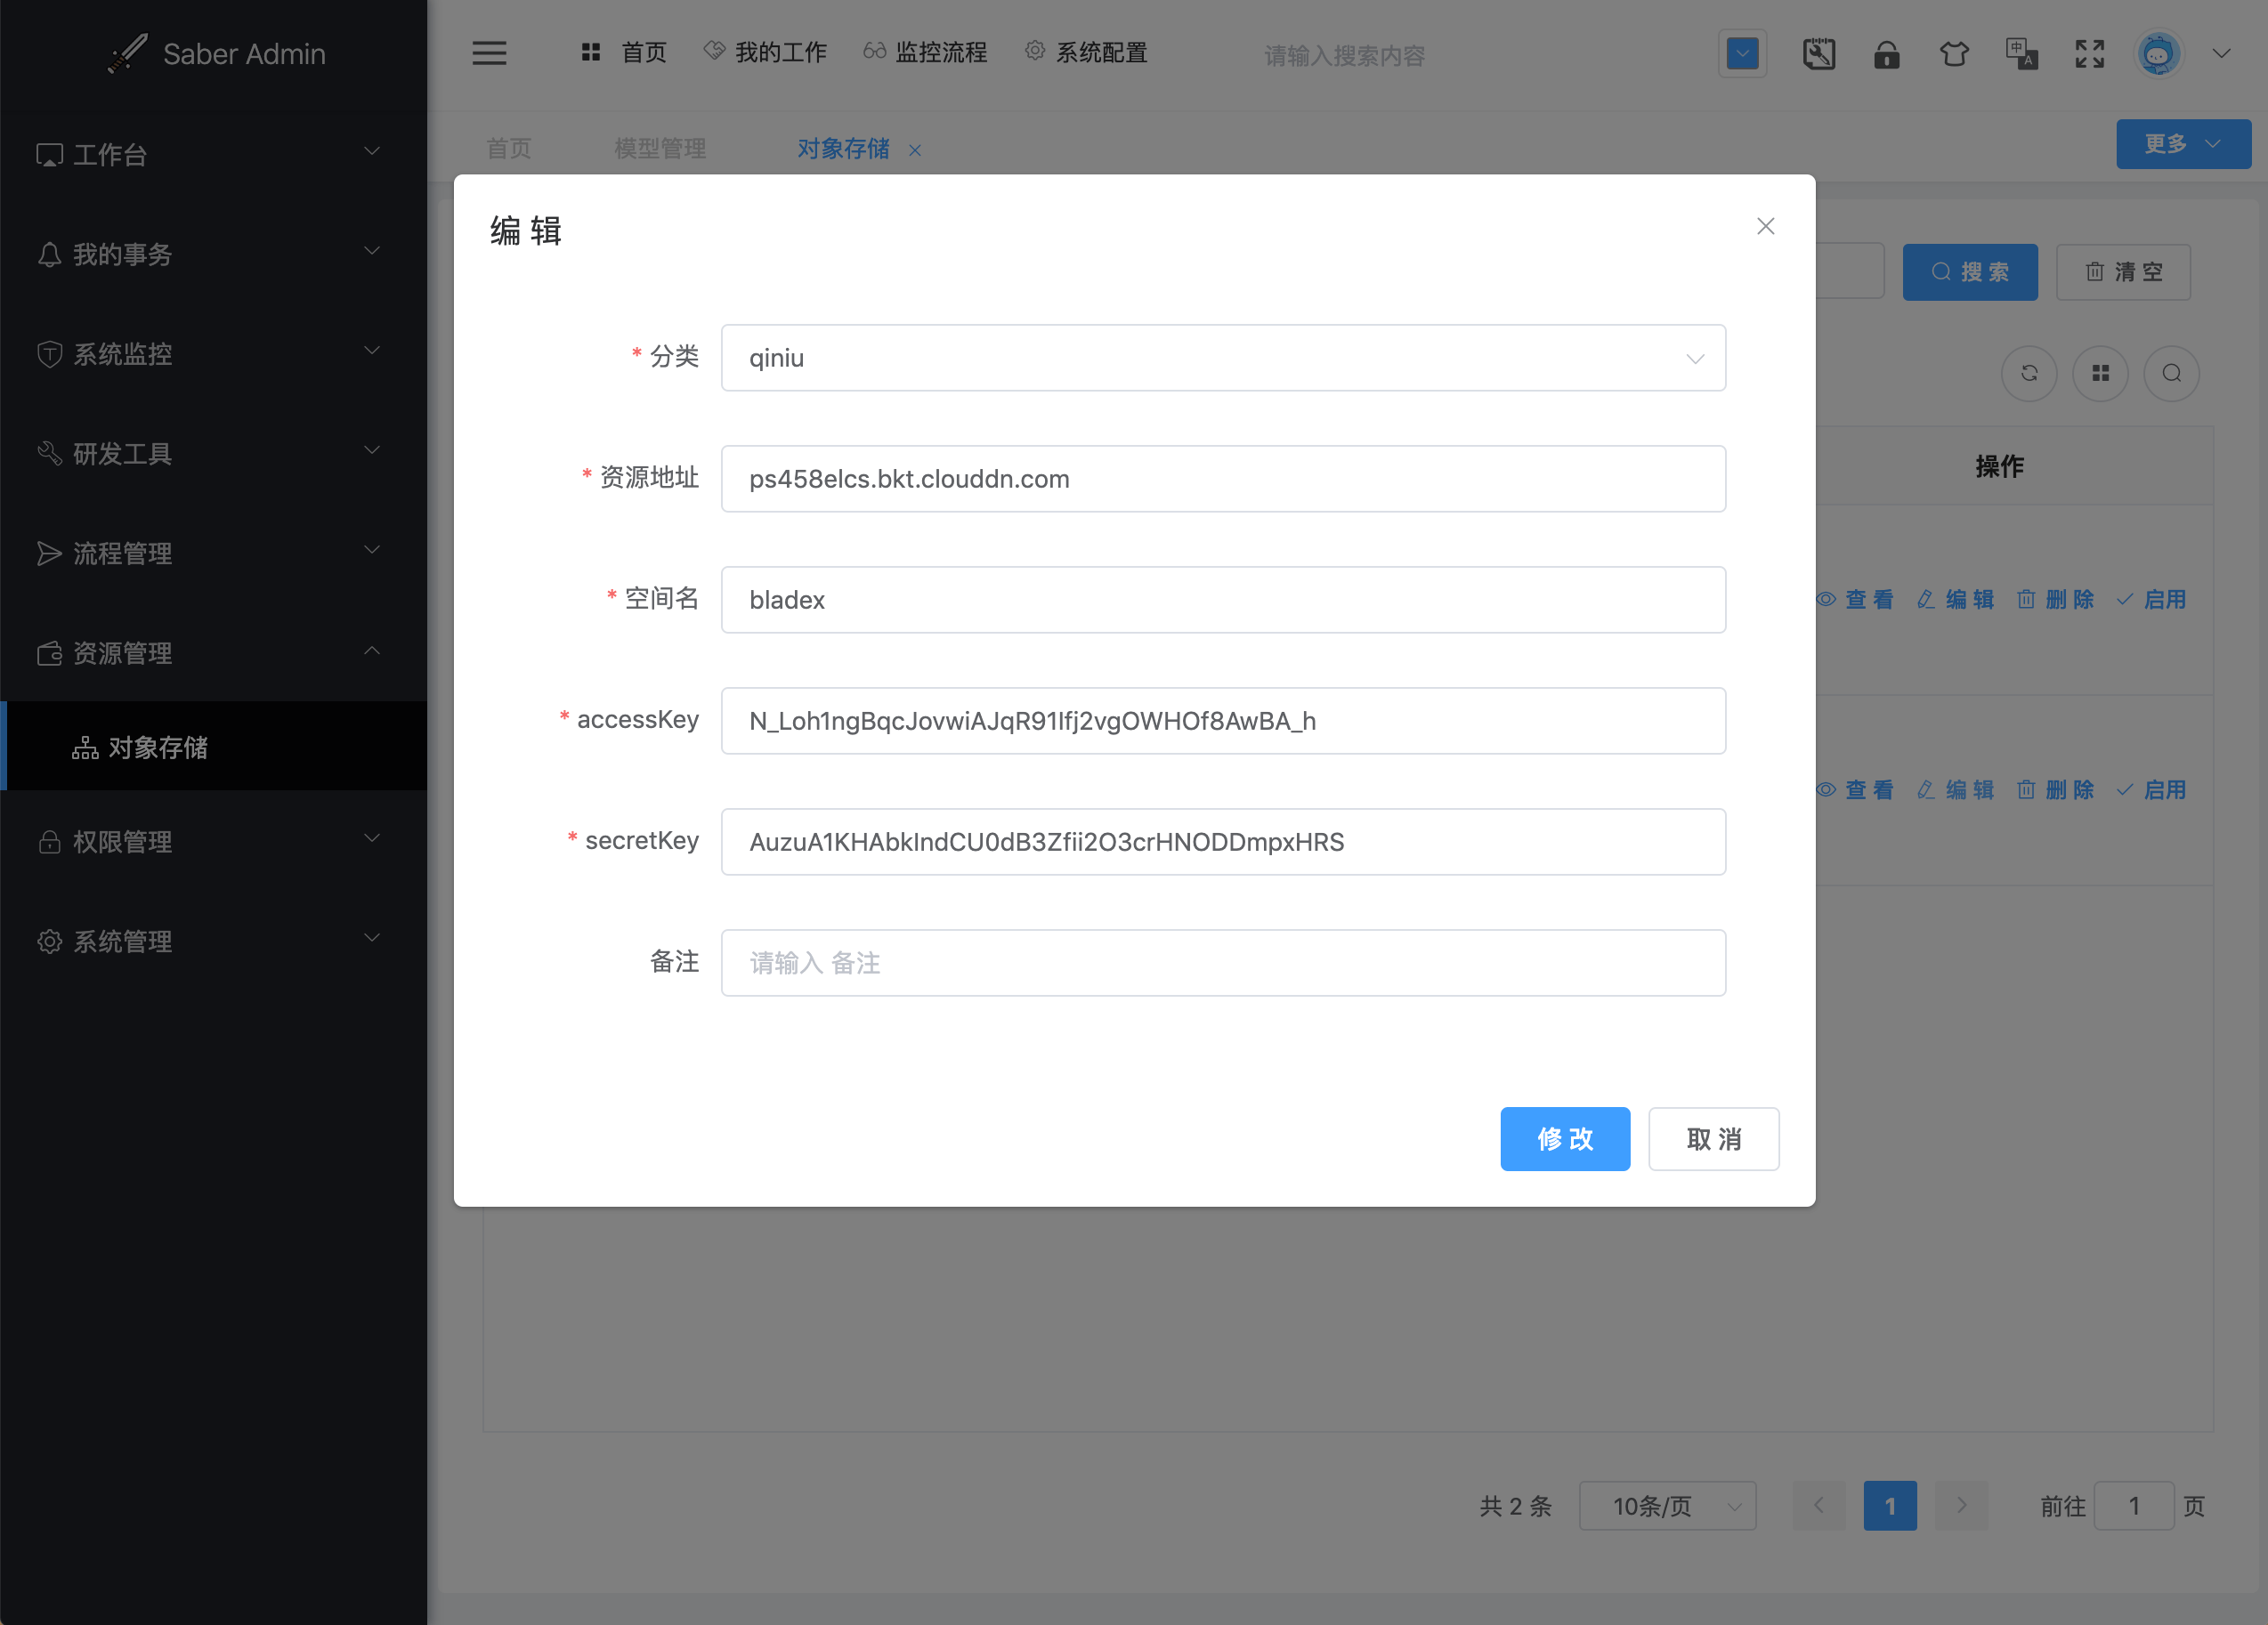 Saber Admin
首页
我的工作
监控流程
系统配置
请输入搜索内容
工作台
我的事务
系统监控
研发工具
流程管理
资源管理
对象存储
权限管理
系统管理
首页
模型管理
对象存储
更多
搜 索
清 空
操作
查 看 编 辑 删 除 启用
查 看 编 辑 删 除 启用
编 辑
* 分类 qiniu
* 资源地址 ps458elcs.bkt.clouddn.com
* 空间名 bladex
* accessKey N_Loh1ngBqcJovwiAJqR91Ifj2vgOWHOf8AwBA_h
* secretKey AuzuA1KHAbkIndCU0dB3Zfii2O3crHNODDmpxHRS
备注 请输入 备注
修 改
取 消
共 2 条 10条/页 1 前往 1 页